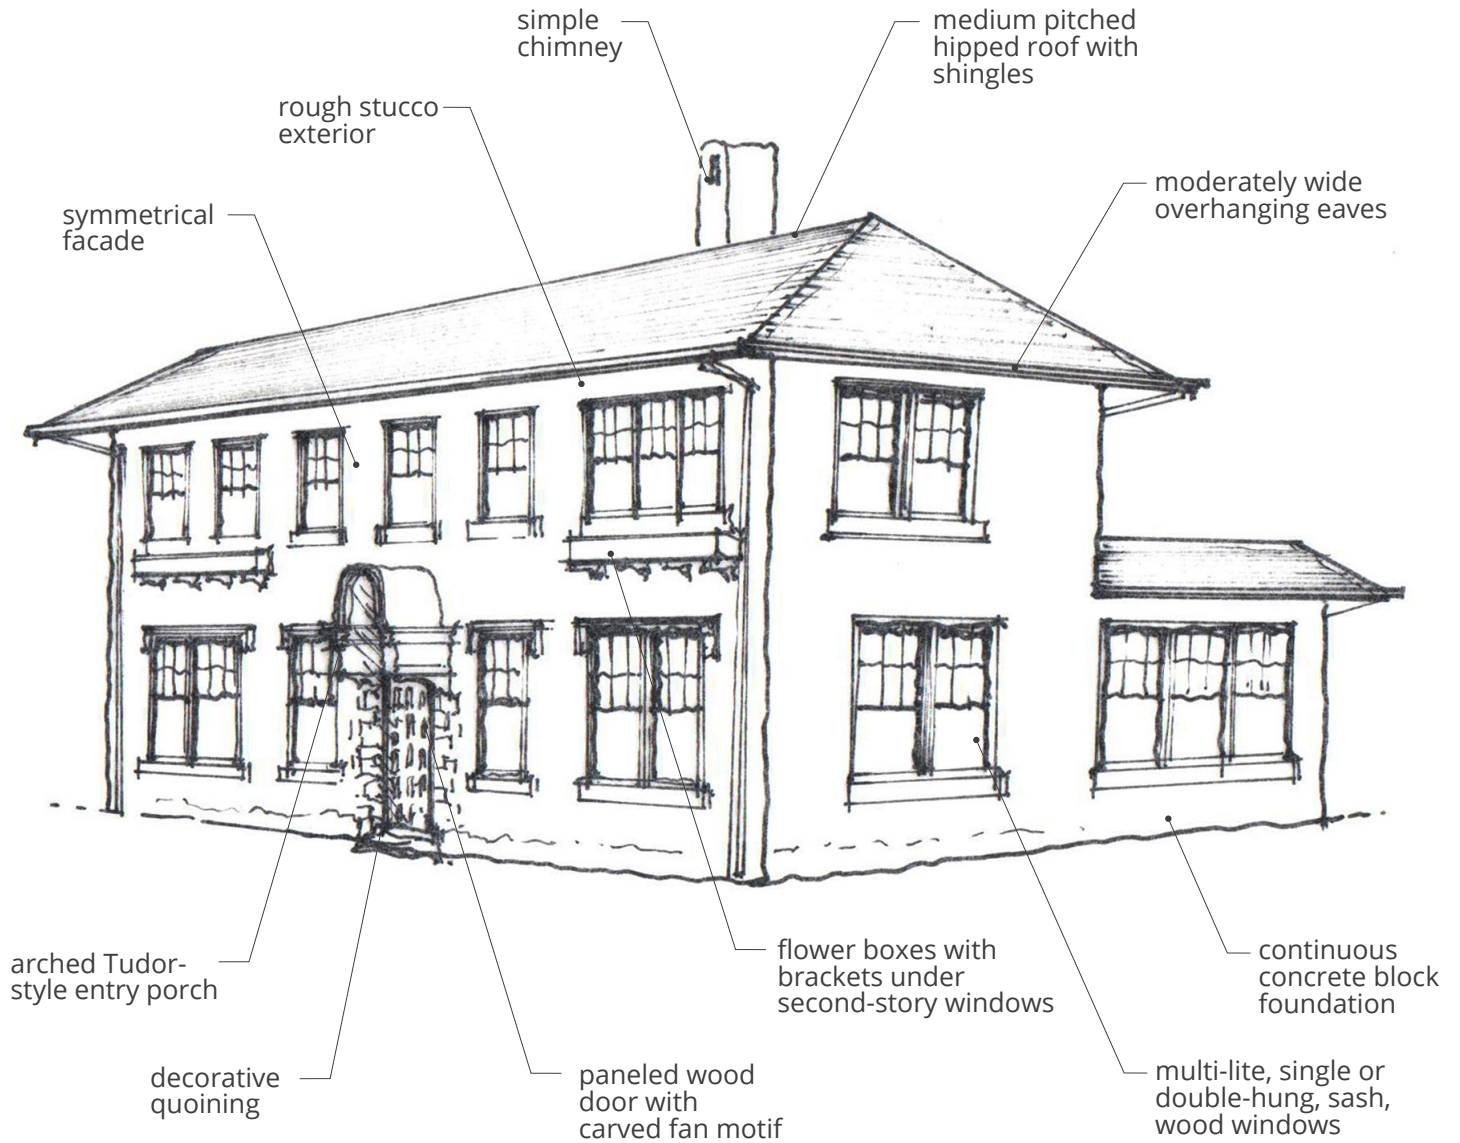 simple
chimney
medium pitched
hipped roof with
shingles
rough stucco
exterior
moderately wide
overhanging eaves
symmetrical
facade
arched Tudor-
style entry porch
flower boxes with
brackets under
second-story windows
continuous
concrete block
foundation
decorative
quoining
paneled wood
door with
carved fan motif
multi-lite, single or
double-hung, sash,
wood windows